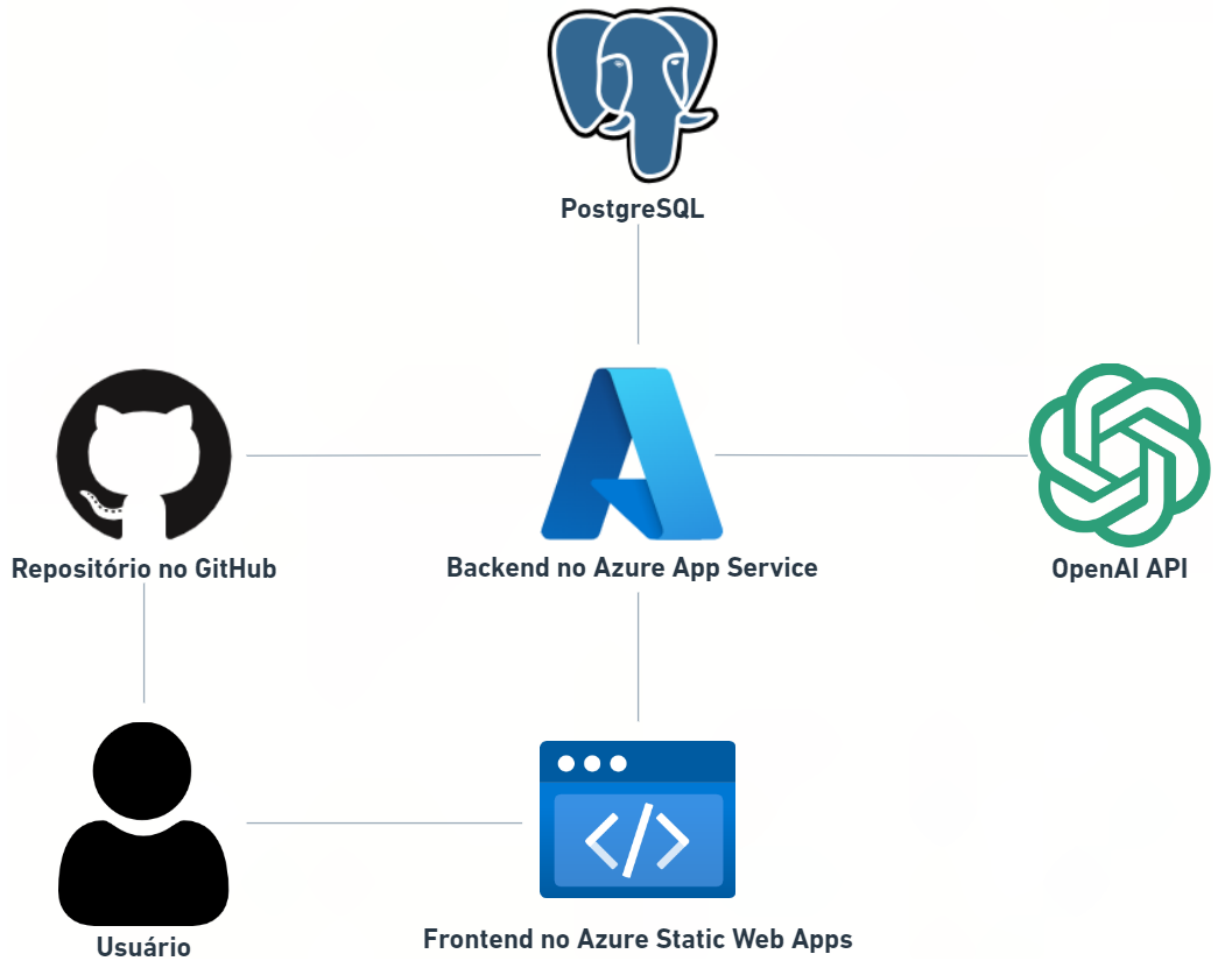 PostgreSQL
Repositório no GitHub
Backend no Azure App Service
OpenAI API
Usuário
Frontend no Azure Static Web Apps